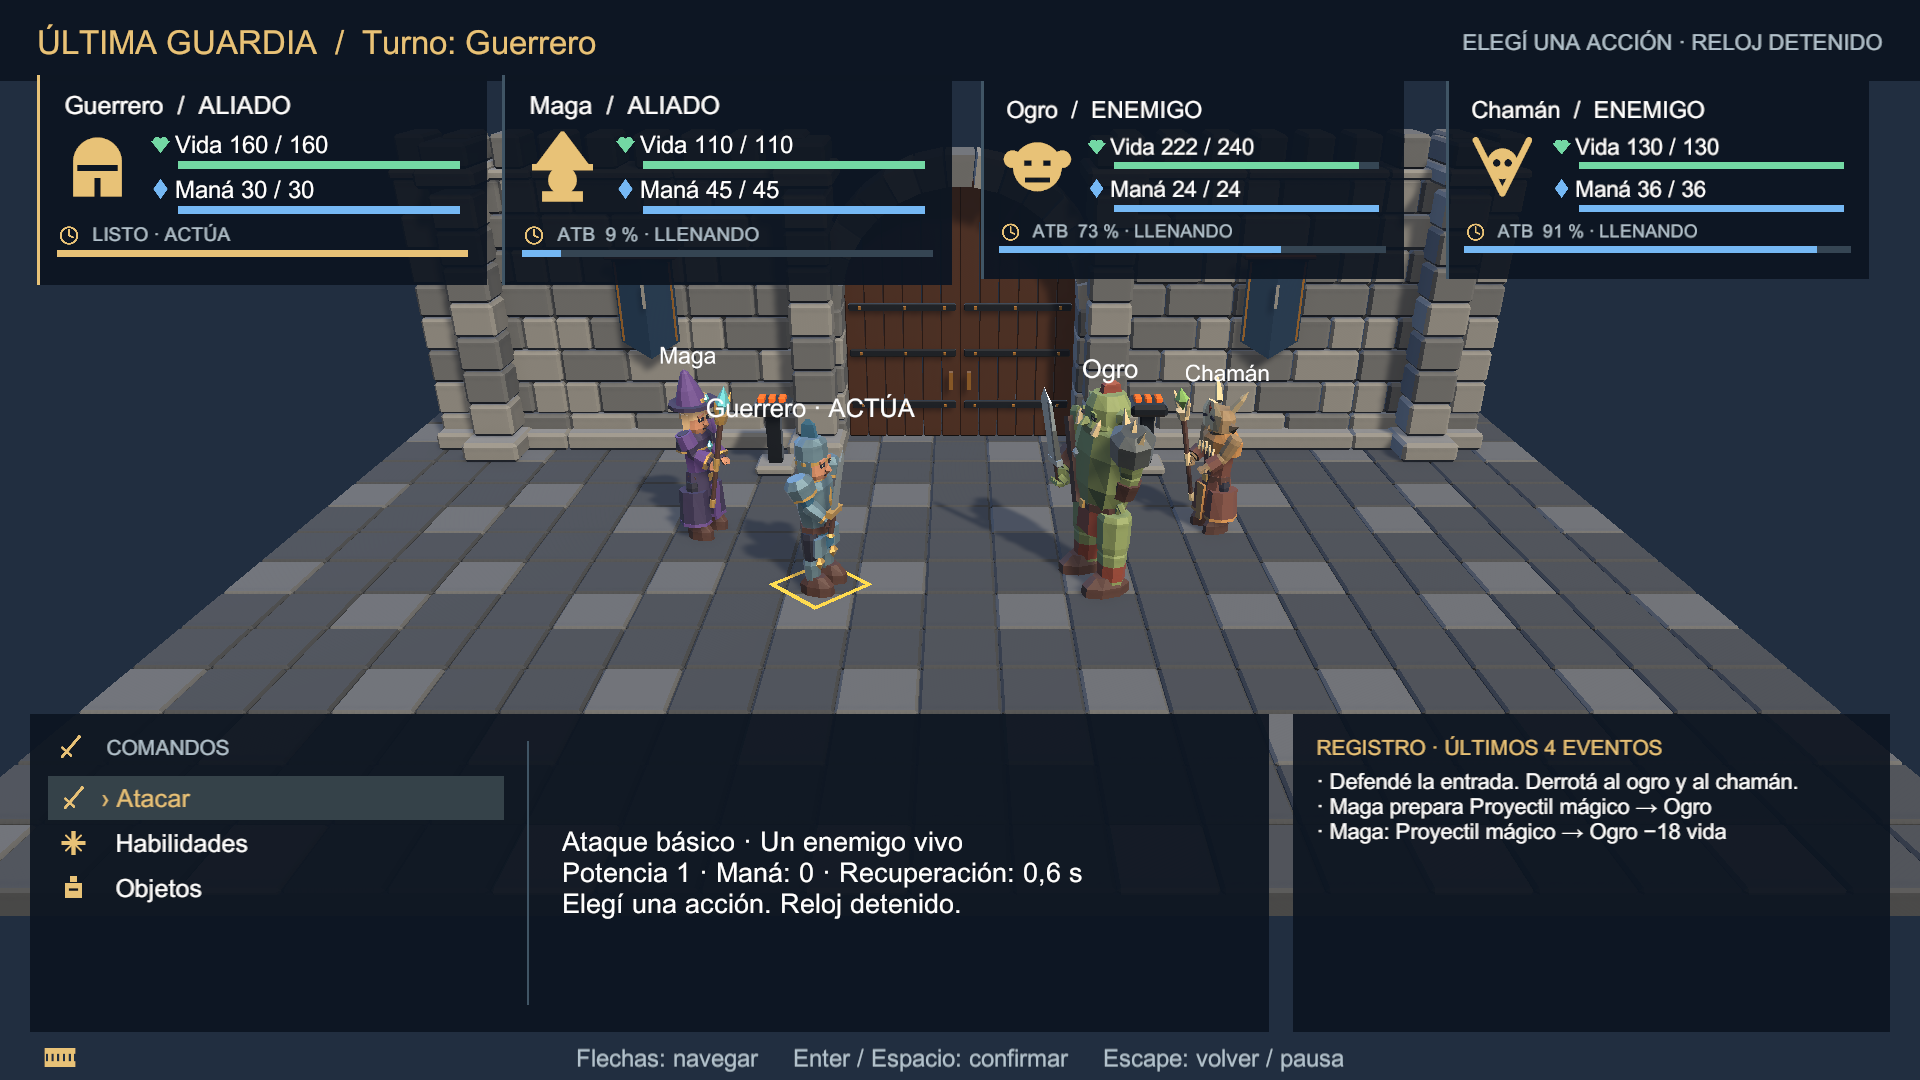 ÚLTIMA GUARDIA / Turno: Guerrero
ELEGÍ UNA ACCIÓN · RELOJ DETENIDO
Guerrero / ALIADO
Vida 160 / 160
Maná 30 / 30
LISTO · ACTÚA
Maga / ALIADO
Vida 110 / 110
Maná 45 / 45
ATB 9 % · LLENANDO
Ogro / ENEMIGO
Vida 222 / 240
Maná 24 / 24
ATB 73 % · LLENANDO
Chamán / ENEMIGO
Vida 130 / 130
Maná 36 / 36
ATB 91 % · LLENANDO
Maga
Guerrero · ACTÚA
Ogro
Chamán
COMANDOS
› Atacar
Habilidades
Objetos
Ataque básico · Un enemigo vivo
Potencia 1 · Maná: 0 · Recuperación: 0,6 s
Elegí una acción. Reloj detenido.
REGISTRO · ÚLTIMOS 4 EVENTOS
· Defendé la entrada. Derrotá al ogro y al chamán.
· Maga prepara Proyectil mágico → Ogro
· Maga: Proyectil mágico → Ogro −18 vida
Flechas: navegar Enter / Espacio: confirmar Escape: volver / pausa